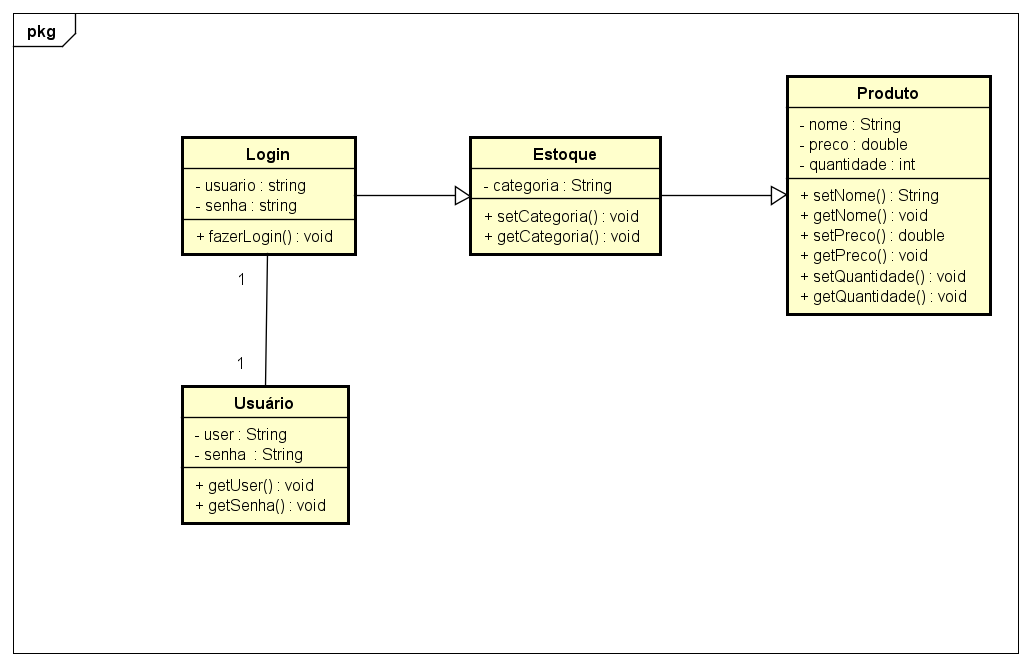 pkg
Login
- usuario : string
- senha : string
+ fazerLogin() : void
Estoque
- categoria : String
+ setCategoria() : void
+ getCategoria() : void
Produto
- nome : String
- preco : double
- quantidade : int
+ setNome() : String
+ getNome() : void
+ setPreco() : double
+ getPreco() : void
+ setQuantidade() : void
+ getQuantidade() : void
1
1
Usuário
- user : String
- senha : String
+ getUser() : void
+ getSenha() : void